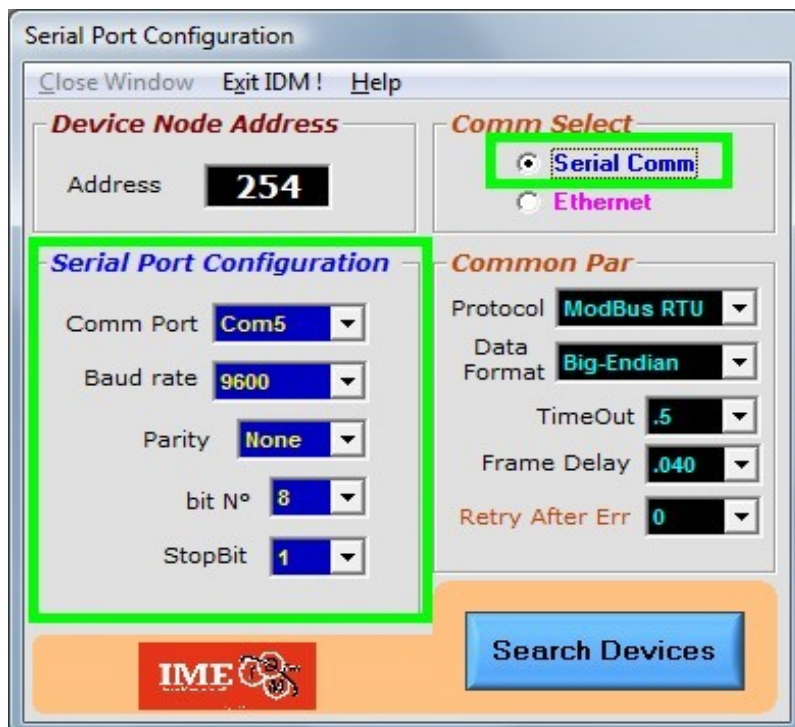 Serial Port Configuration
Close Window Exit IDM ! Help
Device Node Address
Address 254
Comm Select
Serial Comm
Ethernet
Serial Port Configuration
Comm Port Com5
Baud rate 9600
Parity None
bit N° 8
StopBit 1
Common Par
Protocol ModBus RTU
Data
Format Big-Endian
TimeOut .5
Frame Delay .040
Retry After Err 0
IME
Search Devices